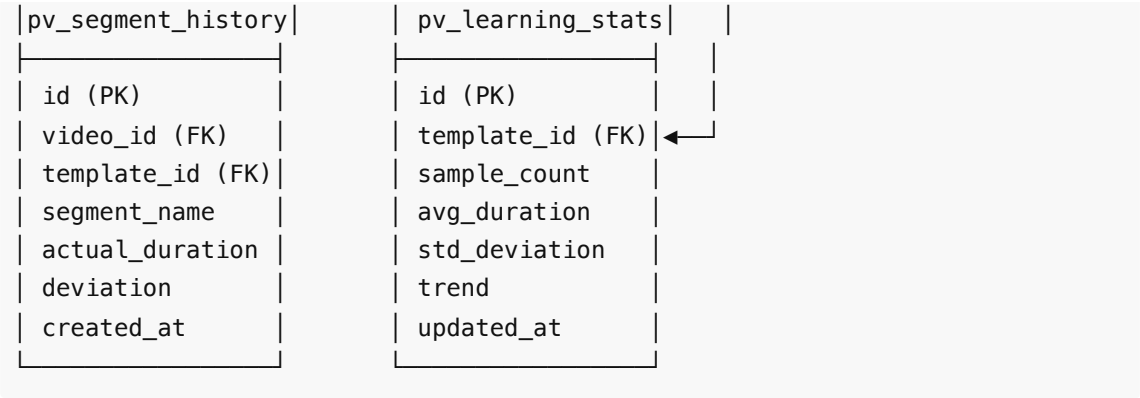 pv_segment_history pv_learning_stats
id (PK) id (PK)
video_id (FK) template_id (FK)
template_id (FK) sample_count
segment_name avg_duration
actual_duration std_deviation
deviation trend
created_at updated_at